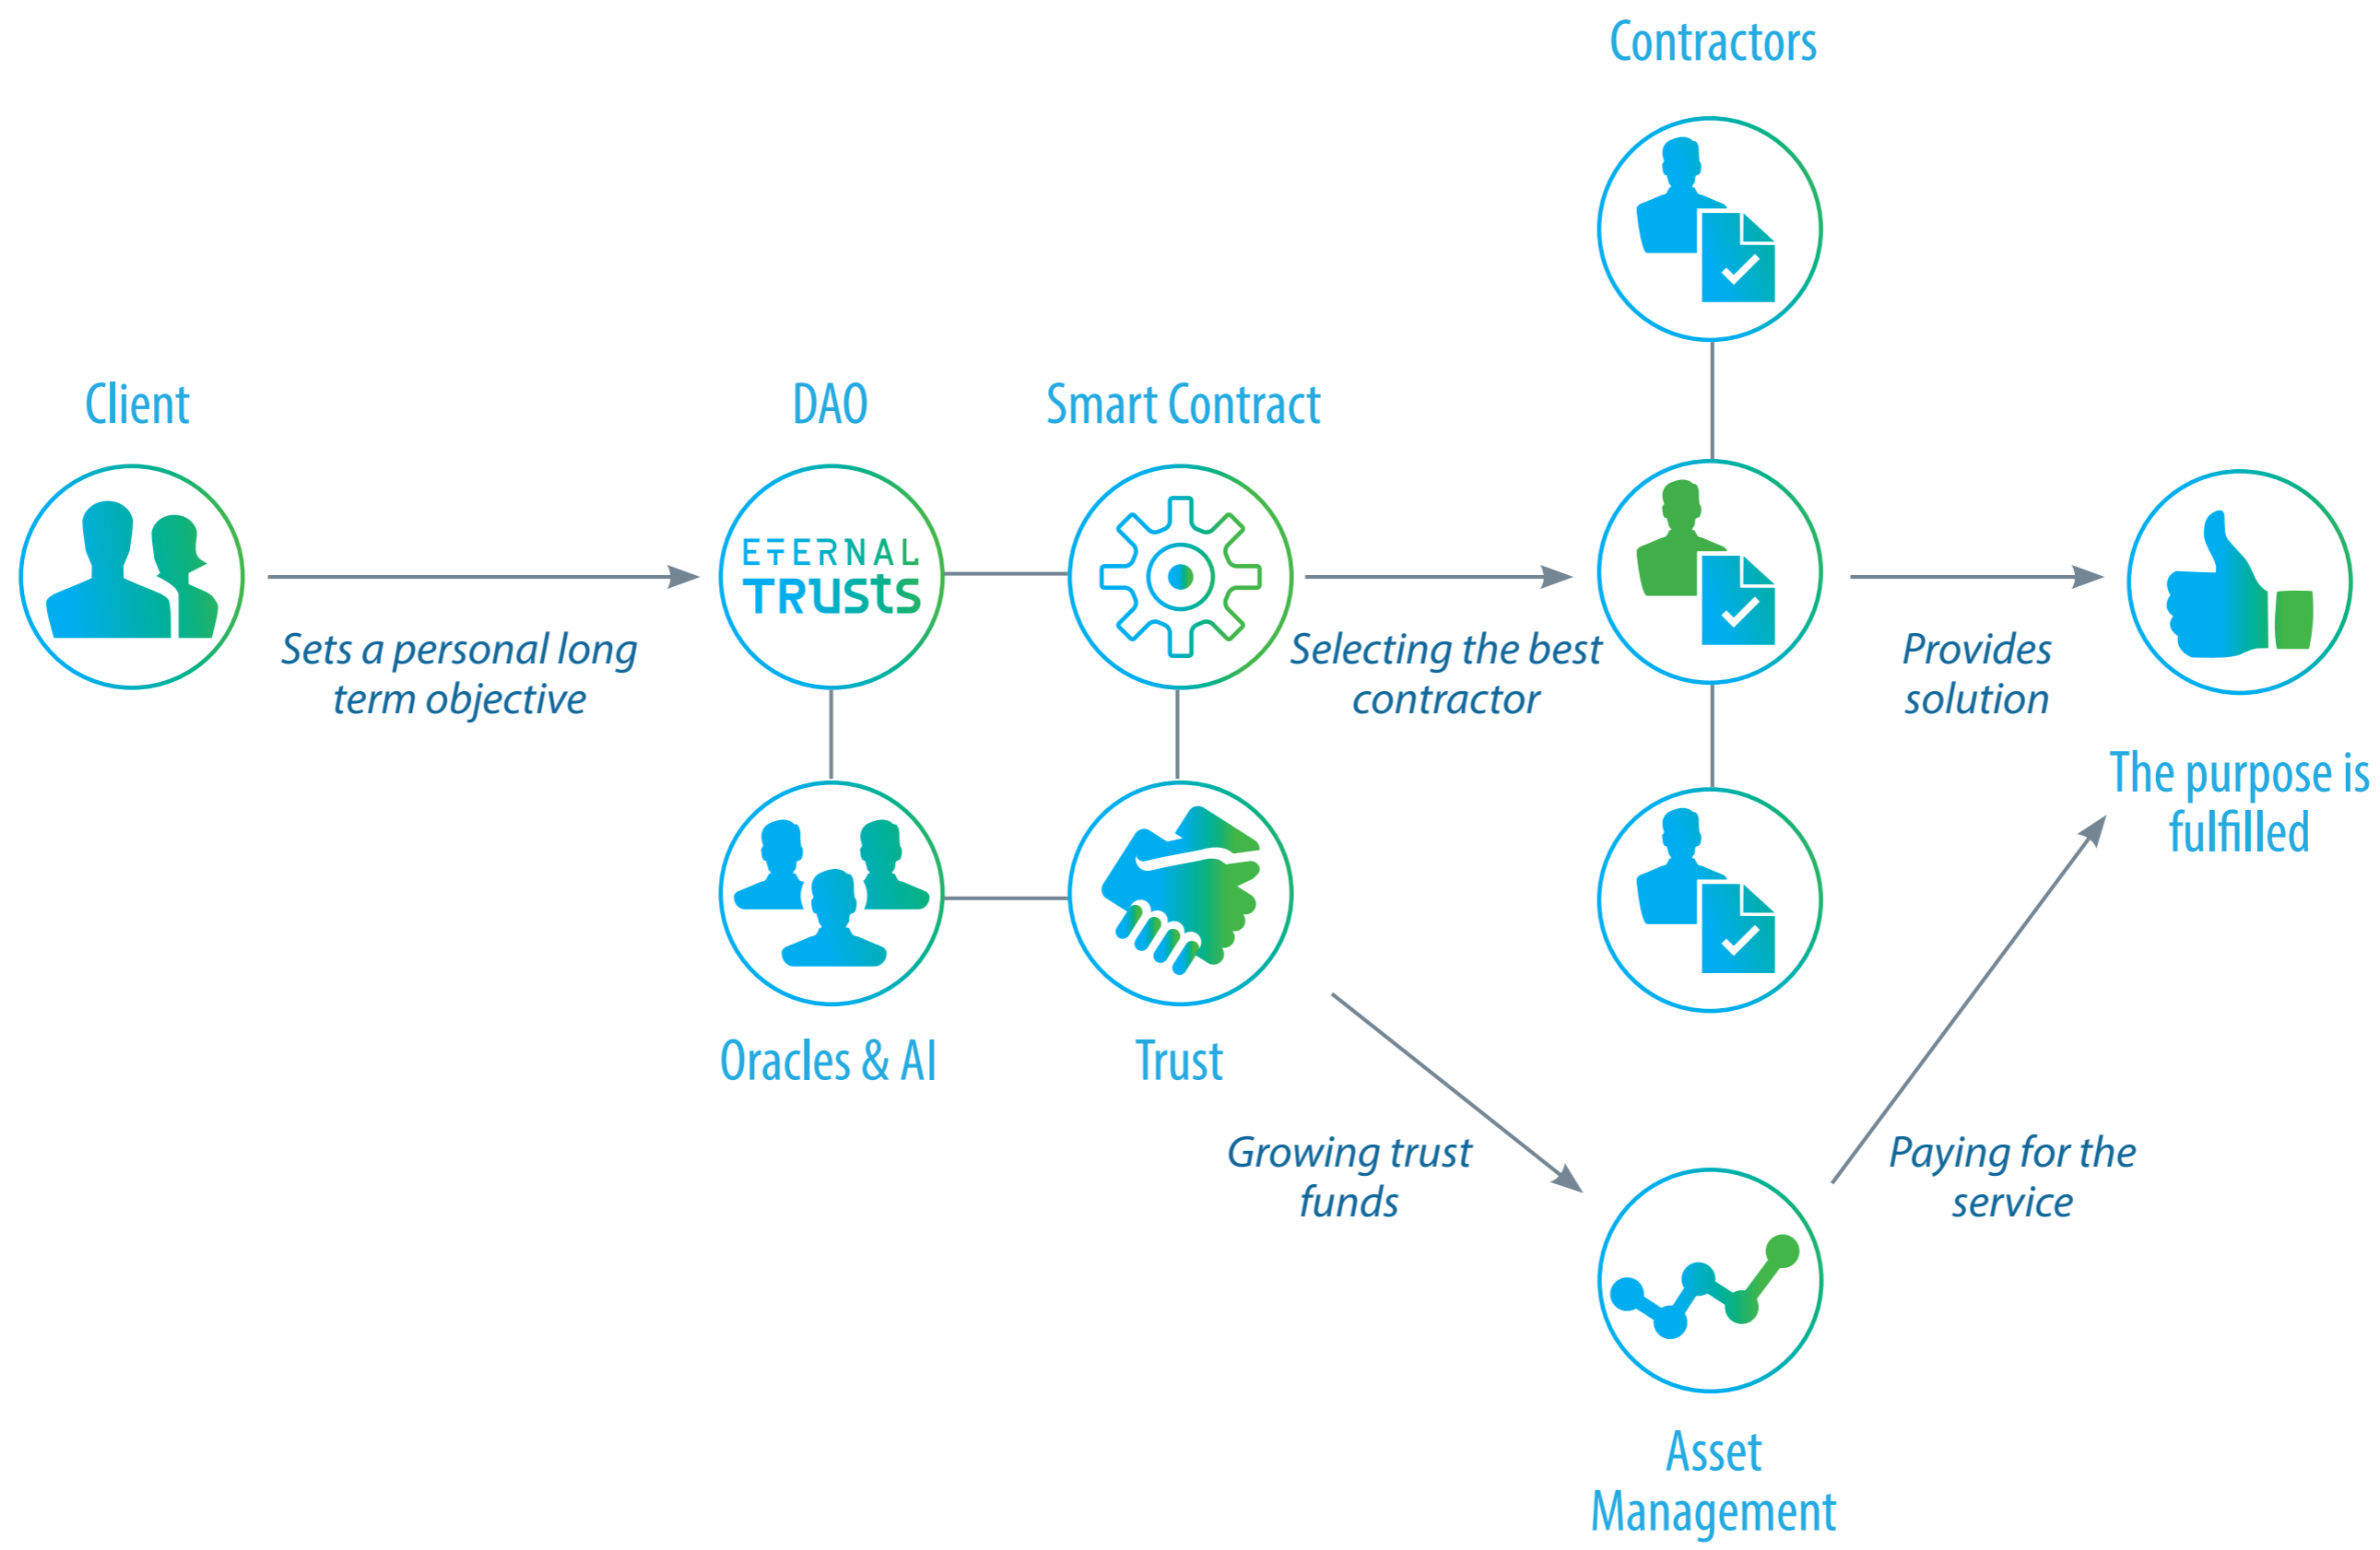 Contractors
Client
DAO
Smart Contract
ETERNAL
TRUSTS
Sets a personal long
term objective
Selecting the best
contractor
Provides
solution
The purpose is
fulfilled
Oracles & AI
Trust
Growing trust
funds
Paying for the
service
Asset
Management